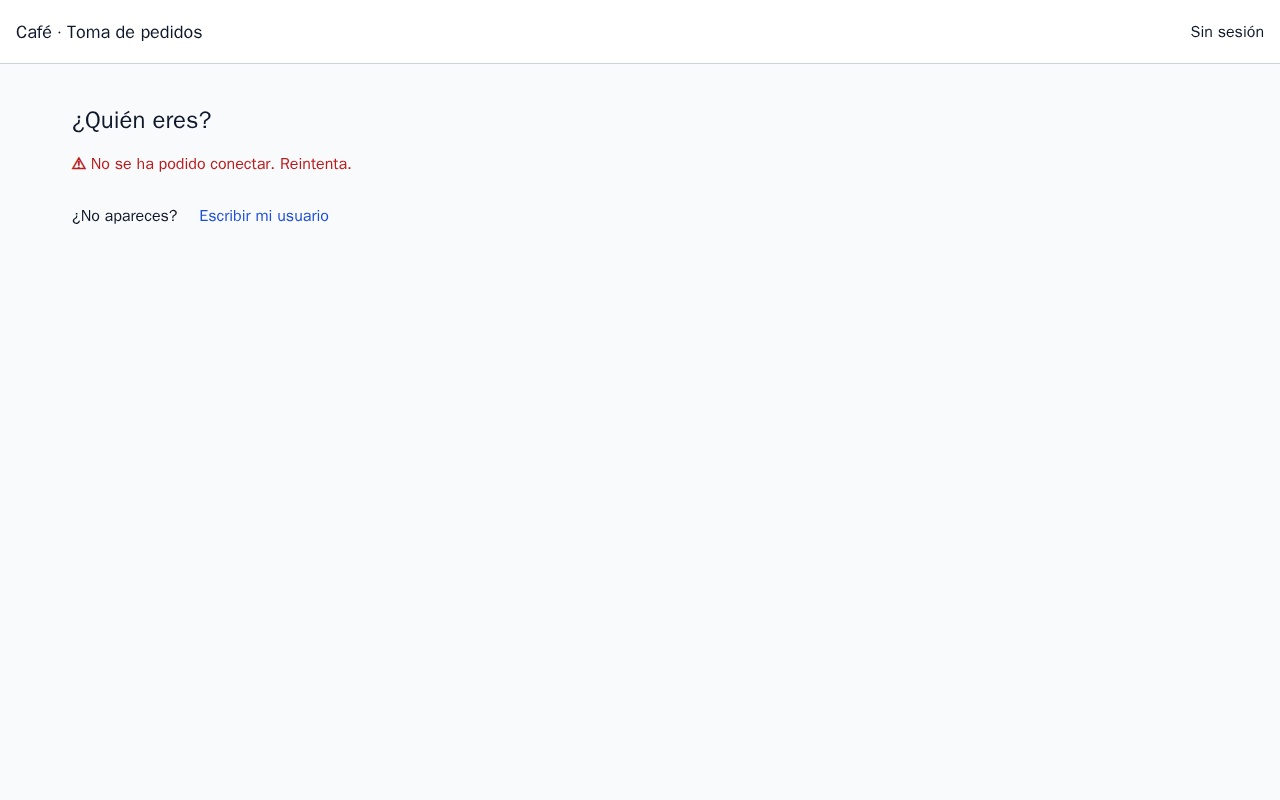 Café · Toma de pedidos
Sin sesión
¿Quién eres?
⚠ No se ha podido conectar. Reintenta.
¿No apareces? Escribir mi usuario